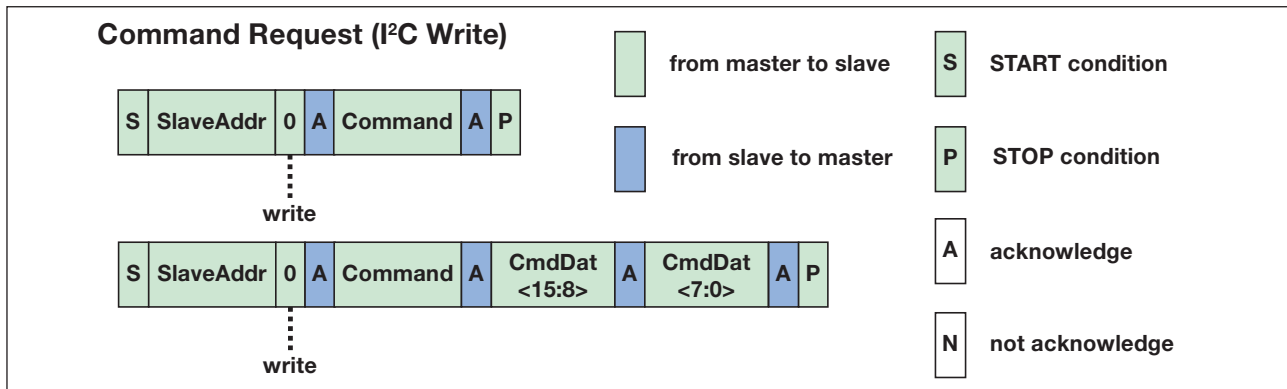 Command Request (I²C Write)
from master to slave
S START condition
S SlaveAddr 0 A Command A P
from slave to master
P STOP condition
write
A acknowledge
S SlaveAddr 0 A Command A CmdDat <15:8> A CmdDat <7:0> A P
write
N not acknowledge